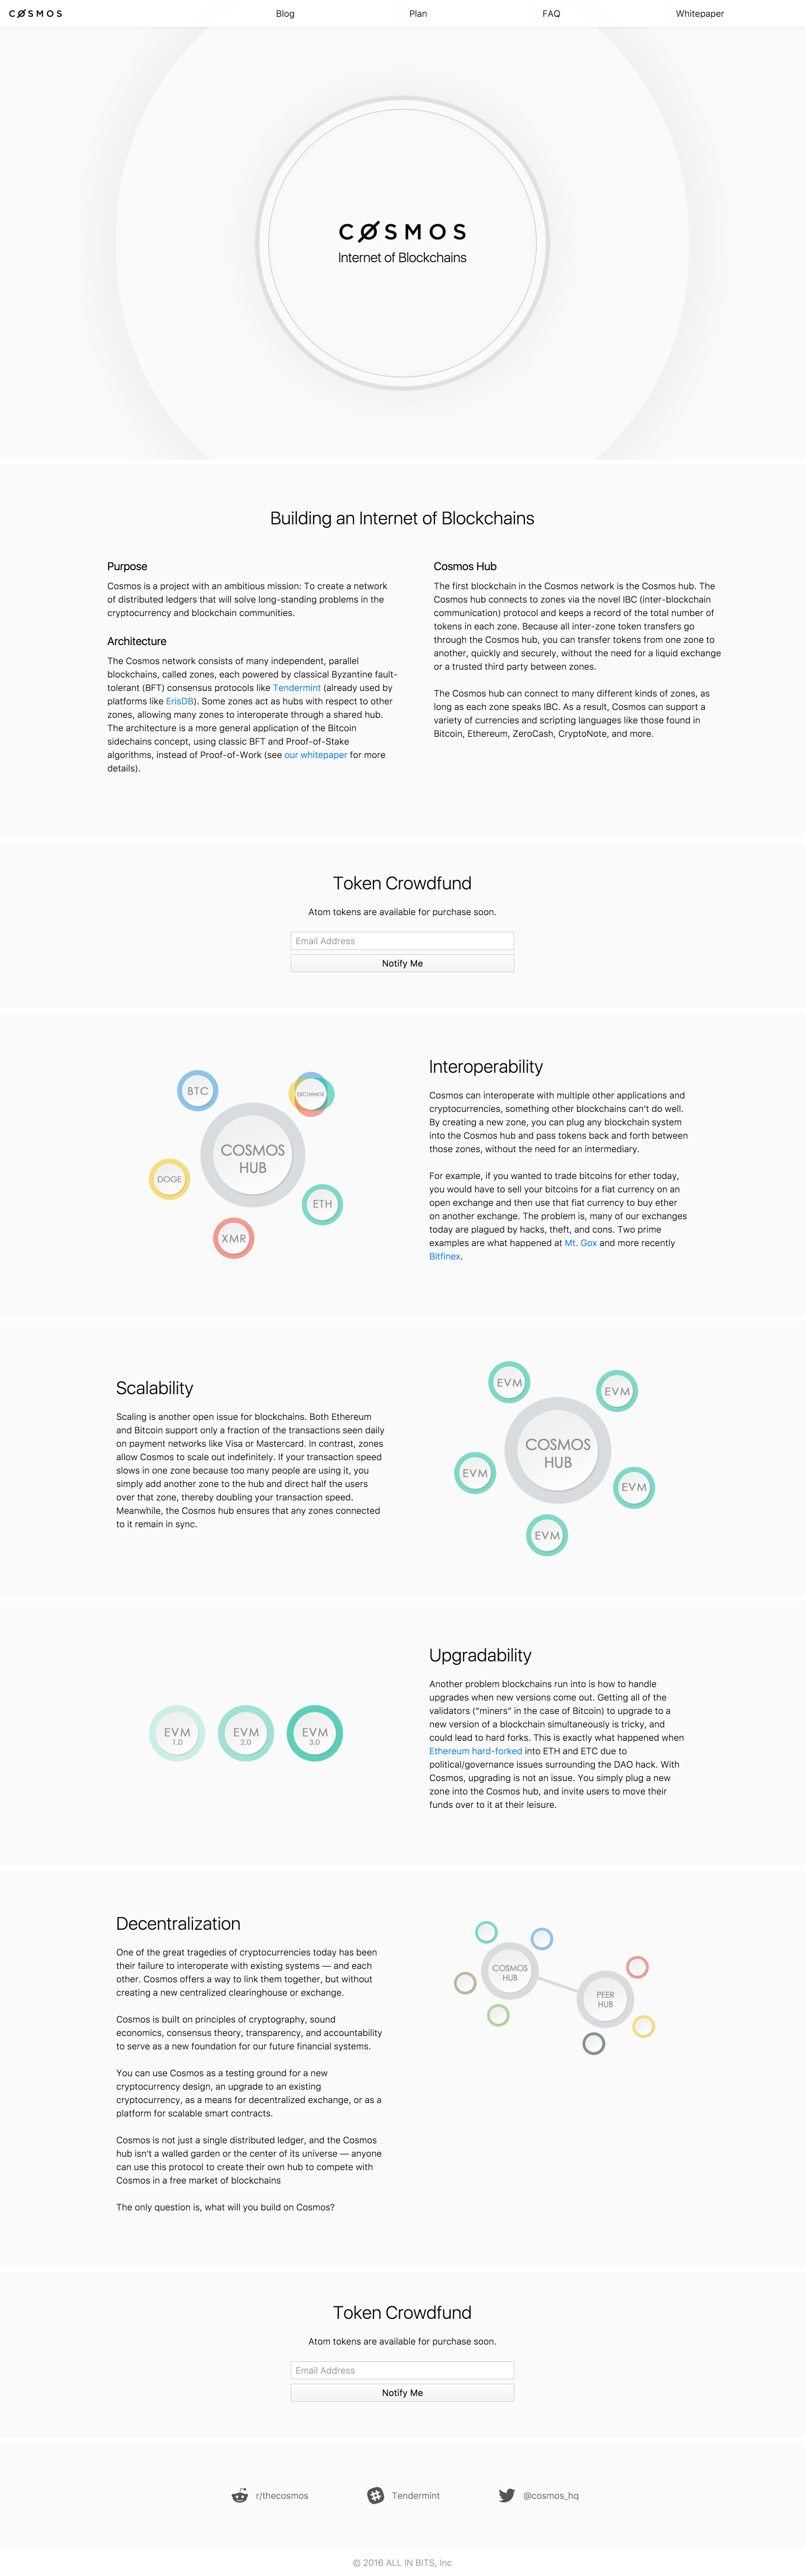 CØSMOS
Blog
Plan
FAQ
Whitepaper
CØSMOS
Internet of Blockchains
Building an Internet of Blockchains
Purpose
Cosmos is a project with an ambitious mission: To create a network
of distributed ledgers that will solve long-standing problems in the
cryptocurrency and blockchain communities.
Architecture
The Cosmos network consists of many independent, parallel
blockchains, called zones, each powered by classical Byzantine fault-
tolerant (BFT) consensus protocols like Tendermint (already used by
platforms like ErisDB). Some zones act as hubs with respect to other
zones, allowing many zones to interoperate through a shared hub.
The architecture is a more general application of the Bitcoin
sidechains concept, using classic BFT and Proof-of-Stake
algorithms, instead of Proof-of-Work (see our whitepaper for more
details).
Cosmos Hub
The first blockchain in the Cosmos network is the Cosmos hub. The
Cosmos hub connects to zones via the novel IBC (inter-blockchain
communication) protocol and keeps a record of the total number of
tokens in each zone. Because all inter-zone token transfers go
through the Cosmos hub, you can transfer tokens from one zone to
another, quickly and securely, without the need for a liquid exchange
or a trusted third party between zones.
The Cosmos hub can connect to many different kinds of zones, as
long as each zone speaks IBC. As a result, Cosmos can support a
variety of currencies and scripting languages like those found in
Bitcoin, Ethereum, ZeroCash, CryptoNote, and more.
Token Crowdfund
Atom tokens are available for purchase soon.
Email Address
Notify Me
BTC
EXCHANGE
COSMOS
HUB
DOGE
ETH
XMR
Interoperability
Cosmos can interoperate with multiple other applications and
cryptocurrencies, something other blockchains can't do well.
By creating a new zone, you can plug any blockchain system
into the Cosmos hub and pass tokens back and forth between
those zones, without the need for an intermediary.
For example, if you wanted to trade bitcoins for ether today,
you would have to sell your bitcoins for a fiat currency on an
open exchange and then use that fiat currency to buy ether
on another exchange. The problem is, many of our exchanges
today are plagued by hacks, theft, and cons. Two prime
examples are what happened at Mt. Gox and more recently
Bitfinex.
Scalability
Scaling is another open issue for blockchains. Both Ethereum
and Bitcoin support only a fraction of the transactions seen daily
on payment networks like Visa or Mastercard. In contrast, zones
allow Cosmos to scale out indefinitely. If your transaction speed
slows in one zone because too many people are using it, you
simply add another zone to the hub and direct half the users
over that zone, thereby doubling your transaction speed.
Meanwhile, the Cosmos hub ensures that any zones connected
to it remain in sync.
EVM
EVM
COSMOS
HUB
EVM
EVM
EVM
EVM
1.0
EVM
2.0
EVM
3.0
Upgradability
Another problem blockchains run into is how to handle
upgrades when new versions come out. Getting all of the
validators ("miners" in the case of Bitcoin) to upgrade to a
new version of a blockchain simultaneously is tricky, and
could lead to hard forks. This is exactly what happened when
Ethereum hard-forked into ETH and ETC due to
political/governance issues surrounding the DAO hack. With
Cosmos, upgrading is not an issue. You simply plug a new
zone into the Cosmos hub, and invite users to move their
funds over to it at their leisure.
Decentralization
One of the great tragedies of cryptocurrencies today has been
their failure to interoperate with existing systems — and each
other. Cosmos offers a way to link them together, but without
creating a new centralized clearinghouse or exchange.
Cosmos is built on principles of cryptography, sound
economics, consensus theory, transparency, and accountability
to serve as a new foundation for our future financial systems.
You can use Cosmos as a testing ground for a new
cryptocurrency design, an upgrade to an existing
cryptocurrency, as a means for decentralized exchange, or as a
platform for scalable smart contracts.
Cosmos is not just a single distributed ledger, and the Cosmos
hub isn't a walled garden or the center of its universe — anyone
can use this protocol to create their own hub to compete with
Cosmos in a free market of blockchains
The only question is, what will you build on Cosmos?
COSMOS
HUB
PEER
HUB
Token Crowdfund
Atom tokens are available for purchase soon.
Email Address
Notify Me
r/thecosmos
Tendermint
@cosmos_hq
© 2016 ALL IN BITS, Inc